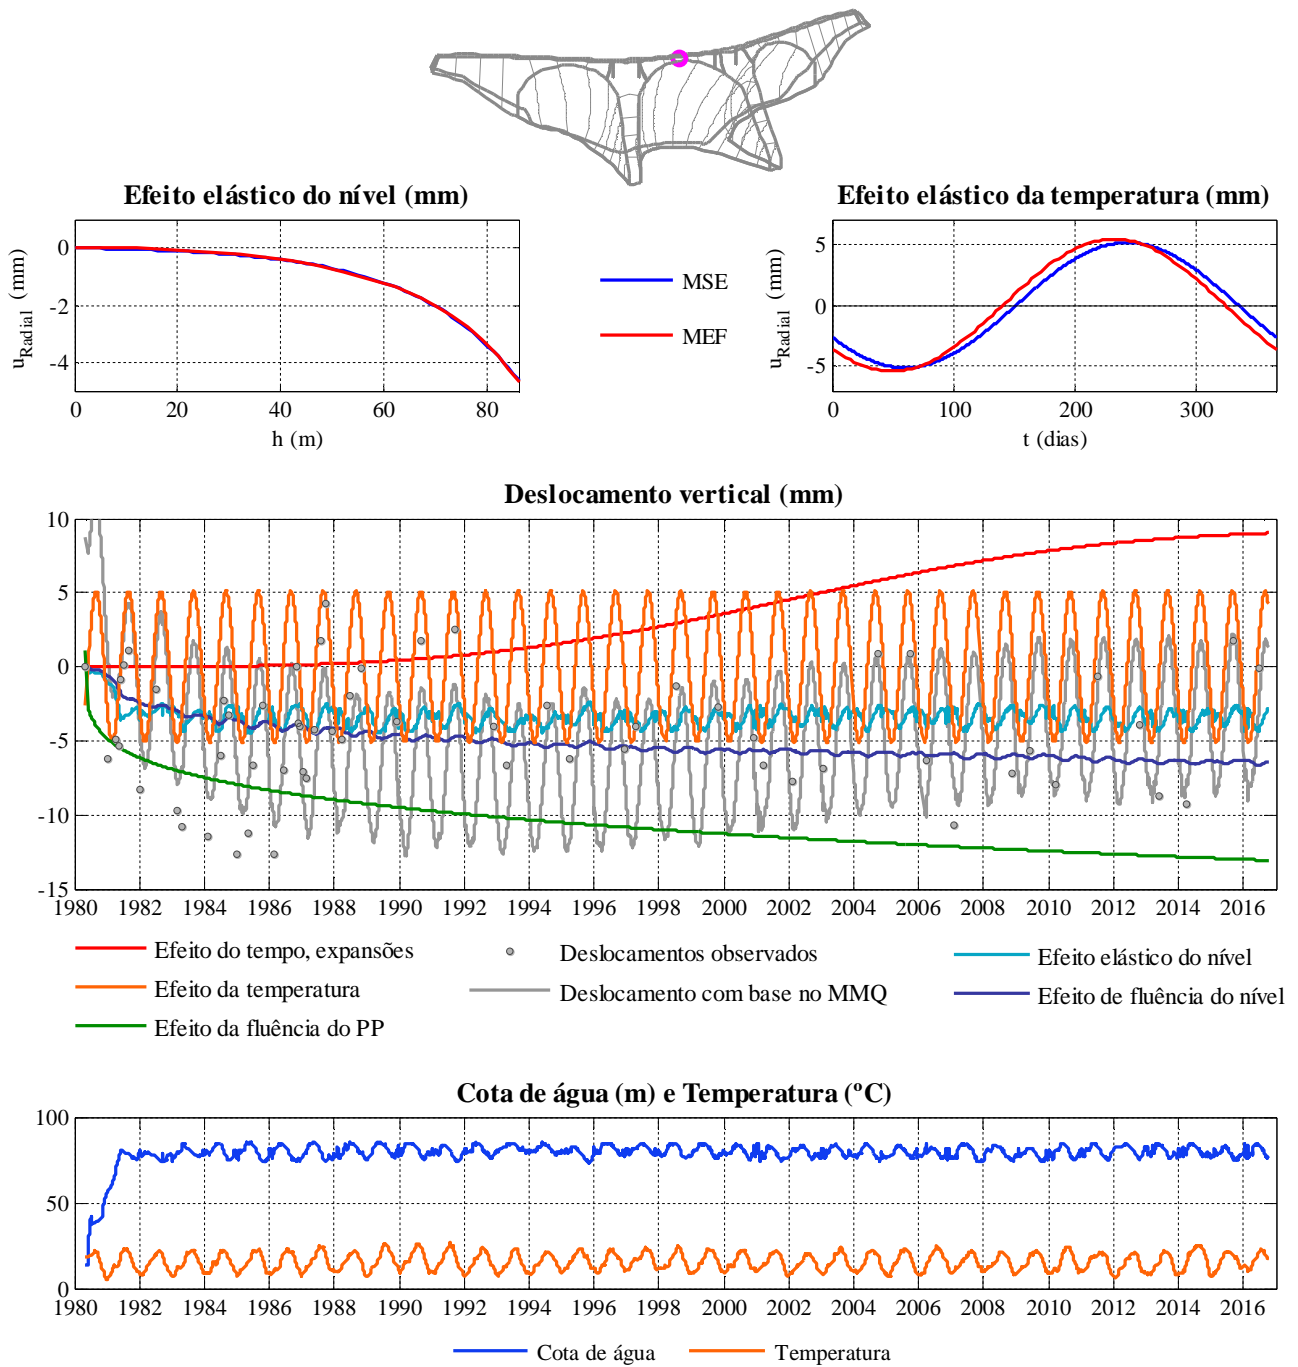 Efeito elástico do nível (mm)
Efeito elástico da temperatura (mm)
u_Radial (mm)
0
-2
-4
0 20 40 60 80
h (m)
MSE
MEF
u_Radial (mm)
5
0
-5
0 100 200 300
t (dias)
Deslocamento vertical (mm)
10
5
0
-5
-10
-15
1980 1982 1984 1986 1988 1990 1992 1994 1996 1998 2000 2002 2004 2006 2008 2010 2012 2014 2016
Efeito do tempo, expansões
Efeito da temperatura
Efeito da fluência do PP
Deslocamentos observados
Deslocamento com base no MMQ
Efeito elástico do nível
Efeito de fluência do nível
Cota de água (m) e Temperatura (ºC)
100
50
0
1980 1982 1984 1986 1988 1990 1992 1994 1996 1998 2000 2002 2004 2006 2008 2010 2012 2014 2016
Cota de água
Temperatura